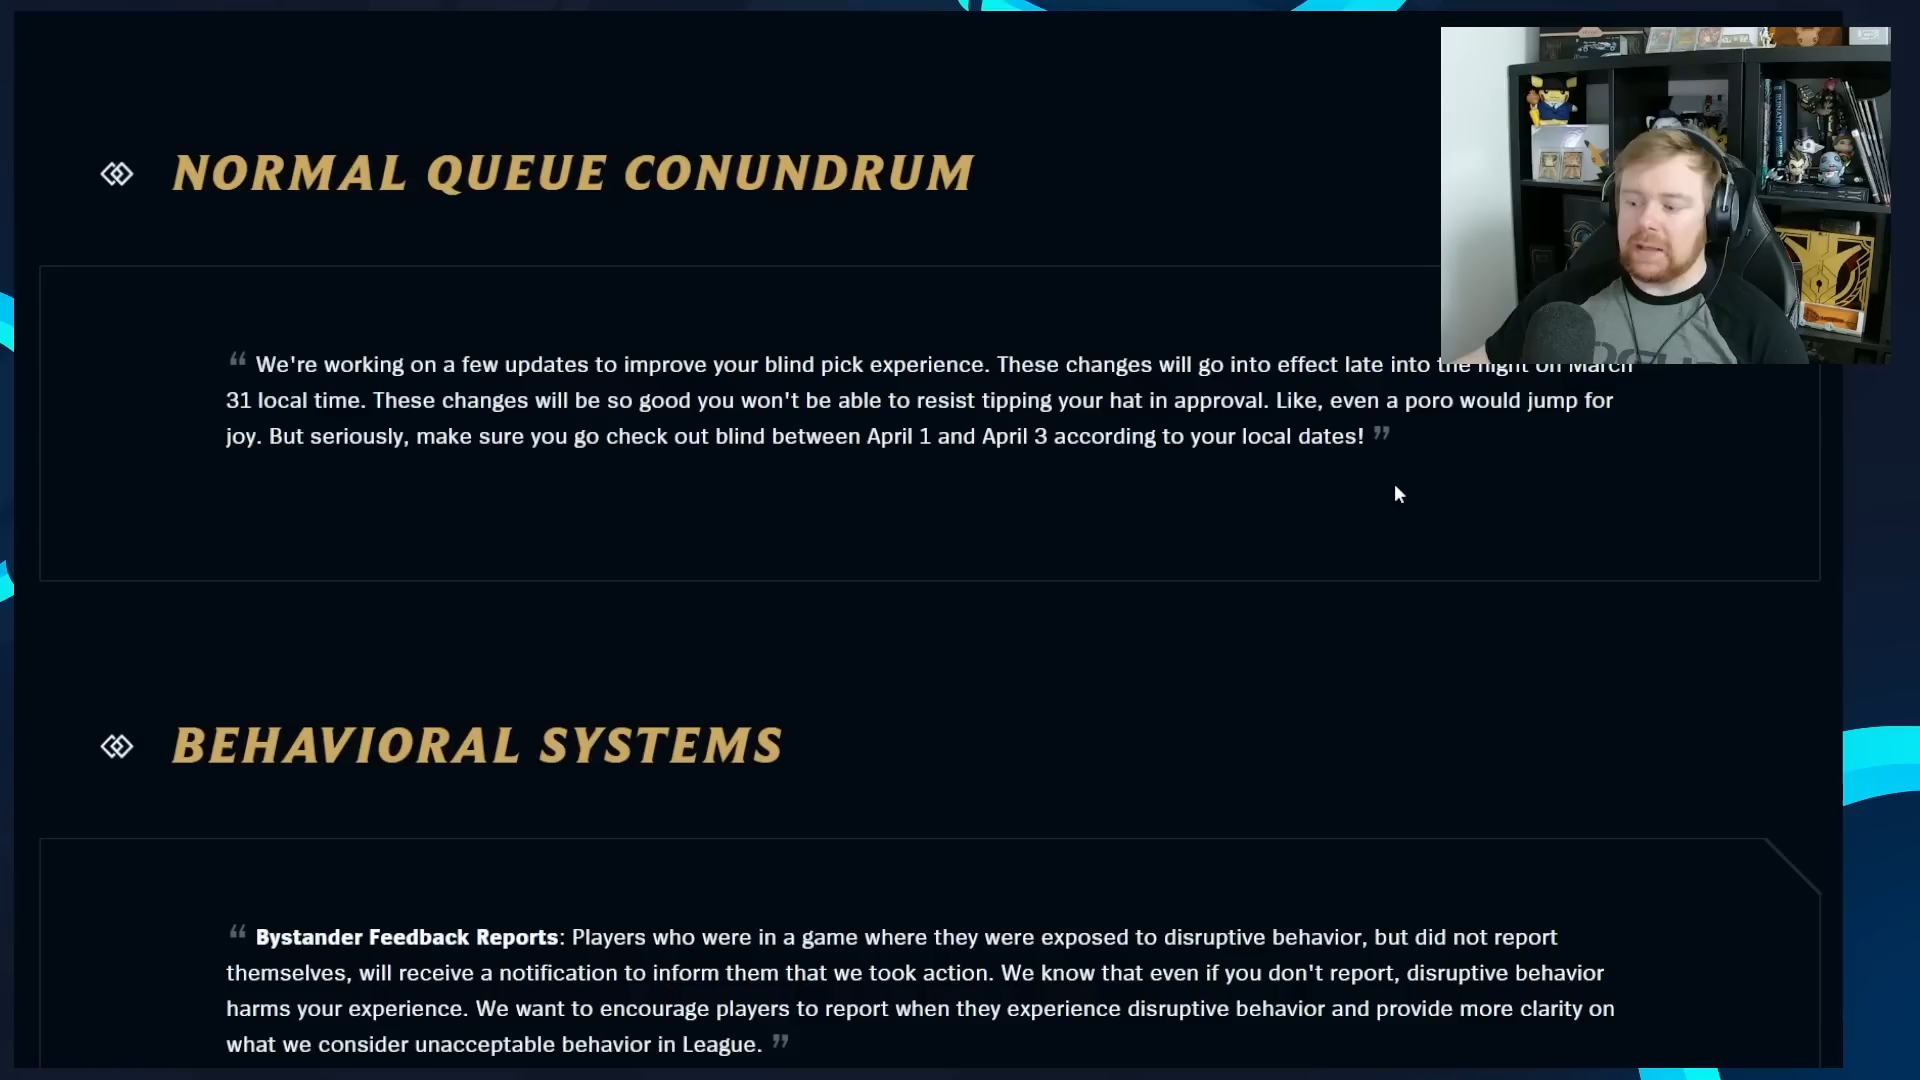 NORMAL QUEUE CONUNDRUM
“ We're working on a few updates to improve your blind pick experience. These changes will go into effect late into the night on March
31 local time. These changes will be so good you won't be able to resist tipping your hat in approval. Like, even a poro would jump for
joy. But seriously, make sure you go check out blind between April 1 and April 3 according to your local dates! ”
BEHAVIORAL SYSTEMS
“ Bystander Feedback Reports: Players who were in a game where they were exposed to disruptive behavior, but did not report
themselves, will receive a notification to inform them that we took action. We know that even if you don't report, disruptive behavior
harms your experience. We want to encourage players to report when they experience disruptive behavior and provide more clarity on
what we consider unacceptable behavior in League. ”